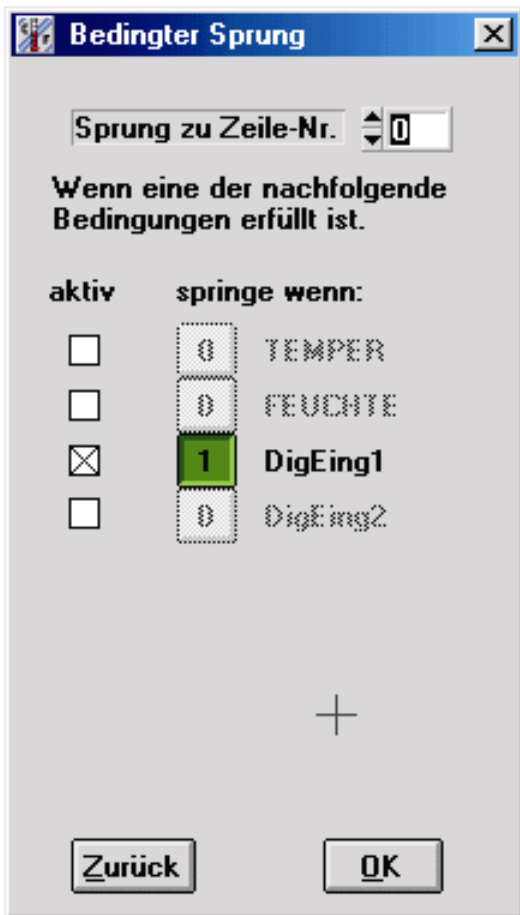 Bedingter Sprung
Sprung zu Zeile-Nr. 0
Wenn eine der nachfolgende
Bedingungen erfüllt ist.
aktiv springe wenn:
0 TEMPER
0 FEUCHTE
1 DigEing1
0 DigEing2
Zurück OK